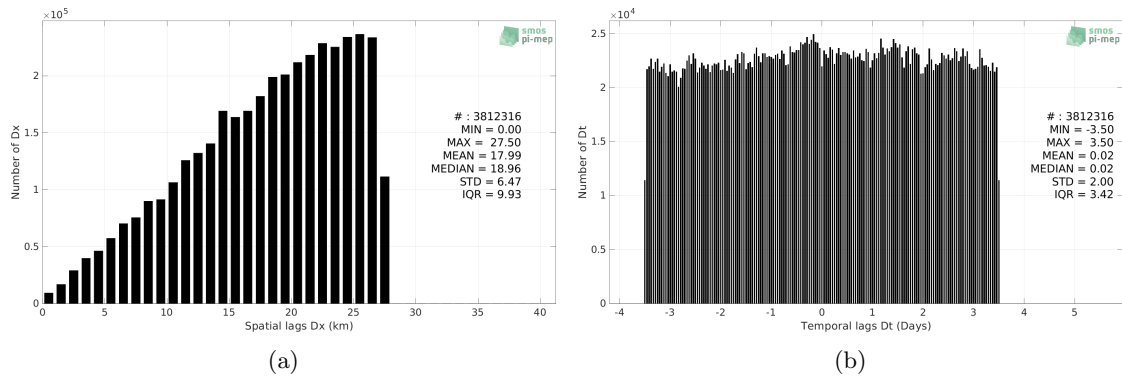 ×10⁵
smos
pi-mep
Number of Dx
2
1.5
1
0.5
0
# : 3812316
MIN = 0.00
MAX = 27.50
MEAN = 17.99
MEDIAN = 18.96
STD = 6.47
IQR = 9.93
0 5 10 15 20 25 30 35 40
Spatial lags Dx (km)
(a)
×10⁴
smos
pi-mep
Number of Dt
2.5
2
1.5
1
0.5
0
# : 3812316
MIN = -3.50
MAX = 3.50
MEAN = 0.02
MEDIAN = 0.02
STD = 2.00
IQR = 3.42
-4 -3 -2 -1 0 1 2 3 4 5
Temporal lags Dt (Days)
(b)